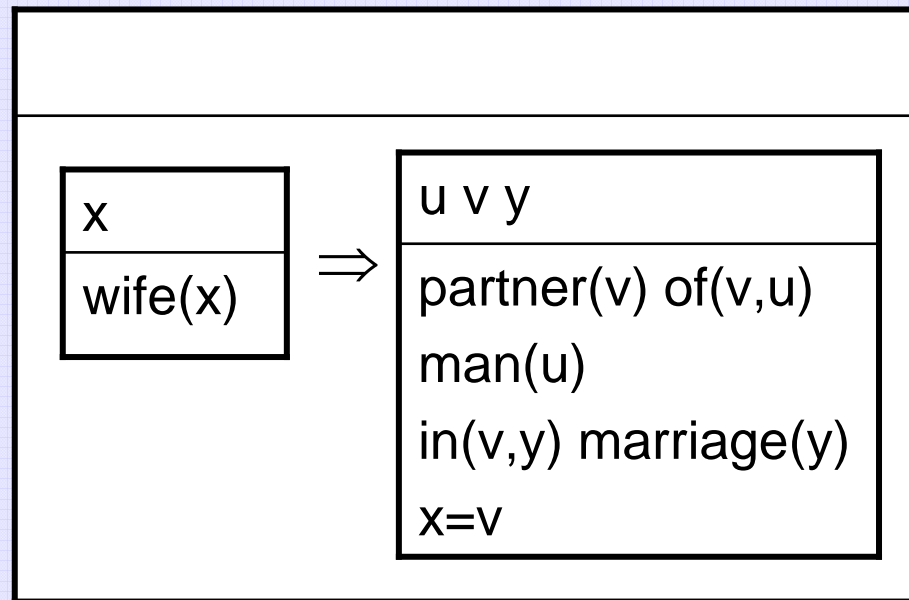 x
wife(x)
⇒
u v y
partner(v) of(v,u)
man(u)
in(v,y) marriage(y)
x=v